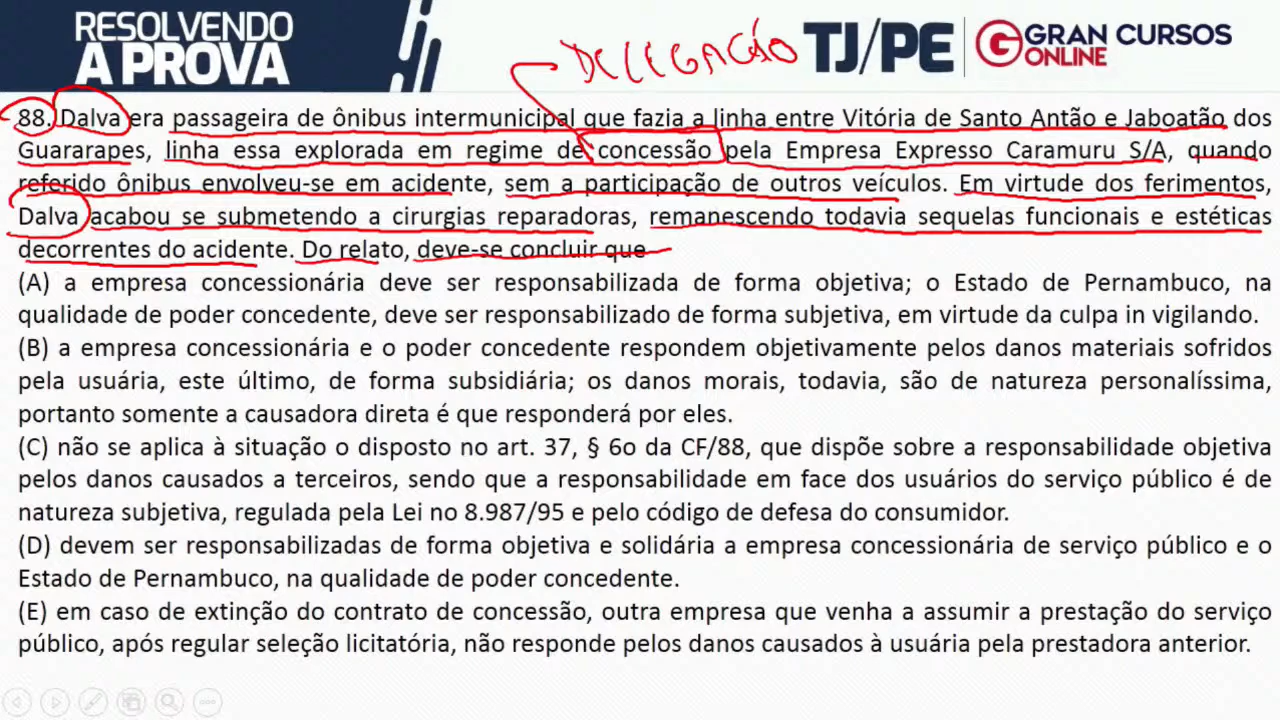 RESOLVENDO
A PROVA
DELEGAÇÃO
TJ/PE
GRAN CURSOS
ONLINE
88. Dalva era passageira de ônibus intermunicipal que fazia a linha entre Vitória de Santo Antão e Jaboatão dos
Guararapes, linha essa explorada em regime de concessão pela Empresa Expresso Caramuru S/A, quando
referido ônibus envolveu-se em acidente, sem a participação de outros veículos. Em virtude dos ferimentos,
Dalva acabou se submetendo a cirurgias reparadoras, remanescendo todavia sequelas funcionais e estéticas
decorrentes do acidente. Do relato, deve-se concluir que
(A) a empresa concessionária deve ser responsabilizada de forma objetiva; o Estado de Pernambuco, na
qualidade de poder concedente, deve ser responsabilizado de forma subjetiva, em virtude da culpa in vigilando.
(B) a empresa concessionária e o poder concedente respondem objetivamente pelos danos materiais sofridos
pela usuária, este último, de forma subsidiária; os danos morais, todavia, são de natureza personalíssima,
portanto somente a causadora direta é que responderá por eles.
(C) não se aplica à situação o disposto no art. 37, § 6o da CF/88, que dispõe sobre a responsabilidade objetiva
pelos danos causados a terceiros, sendo que a responsabilidade em face dos usuários do serviço público é de
natureza subjetiva, regulada pela Lei no 8.987/95 e pelo código de defesa do consumidor.
(D) devem ser responsabilizadas de forma objetiva e solidária a empresa concessionária de serviço público e o
Estado de Pernambuco, na qualidade de poder concedente.
(E) em caso de extinção do contrato de concessão, outra empresa que venha a assumir a prestação do serviço
público, após regular seleção licitatória, não responde pelos danos causados à usuária pela prestadora anterior.